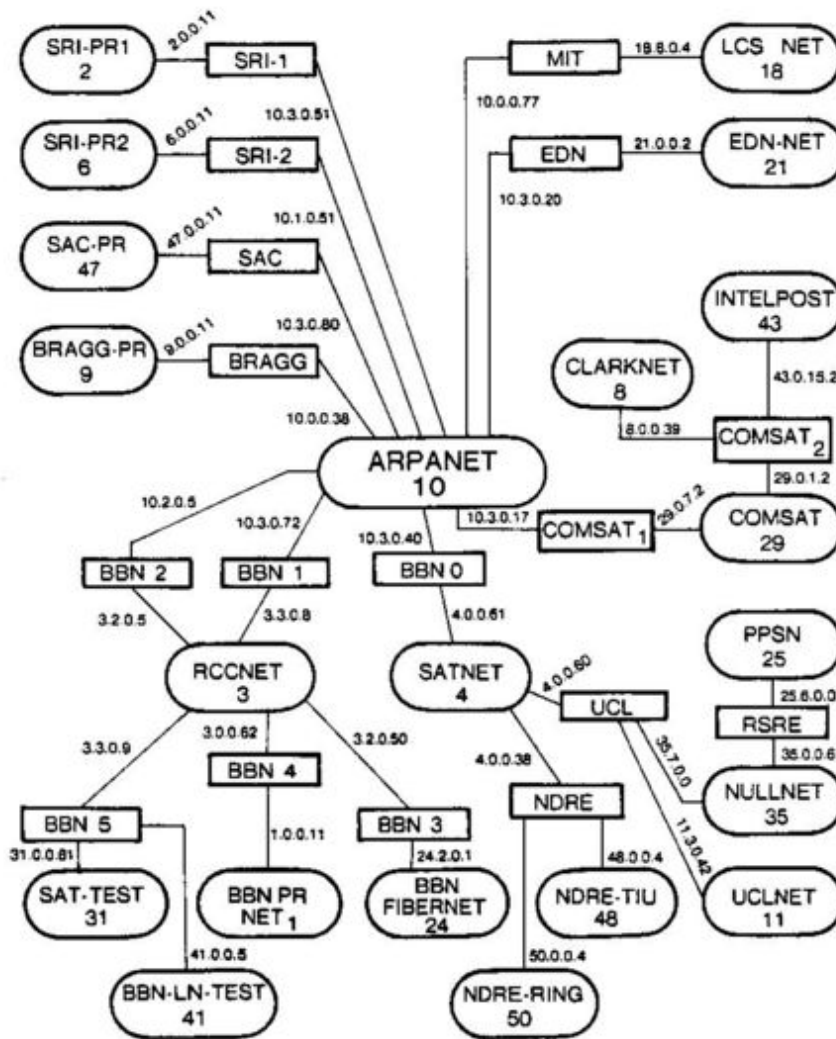 SRI-PR1
2
2.0.0.11
SRI-1
10.3.0.51
MIT
18.8.0.4
LCS NET
18
10.0.0.77
SRI-PR2
6
6.0.0.11
SRI-2
10.1.0.51
EDN
21.0.0.2
EDN-NET
21
10.3.0.20
SAC-PR
47
47.0.0.11
SAC
10.3.0.80
INTELPOST
43
43.0.15.2
BRAGG-PR
9
9.0.0.11
BRAGG
10.0.0.38
CLARKNET
8
8.0.0.39
COMSAT2
29.0.1.2
ARPANET
10
10.3.0.17
COMSAT1
29.0.7.2
COMSAT
29
10.2.0.5
10.3.0.72
10.3.0.40
BBN 2
BBN 1
BBN 0
3.2.0.5
3.3.0.8
4.0.0.61
RCCNET
3
SATNET
4
4.0.0.60
UCL
PPSN
25
25.6.0.0
RSRE
35.0.0.6
35.7.0.0
NULLNET
35
3.3.0.9
3.0.0.62
3.2.0.50
4.0.0.38
11.3.0.42
BBN 4
NDRE
BBN 5
BBN 3
31.0.0.61
1.0.0.11
24.2.0.1
48.0.0.4
SAT-TEST
31
BBN PR
NET1
BBN
FIBERNET
24
NDRE-TIU
48
UCLNET
11
41.0.0.5
50.0.0.4
BBN-LN-TEST
41
NDRE-RING
50